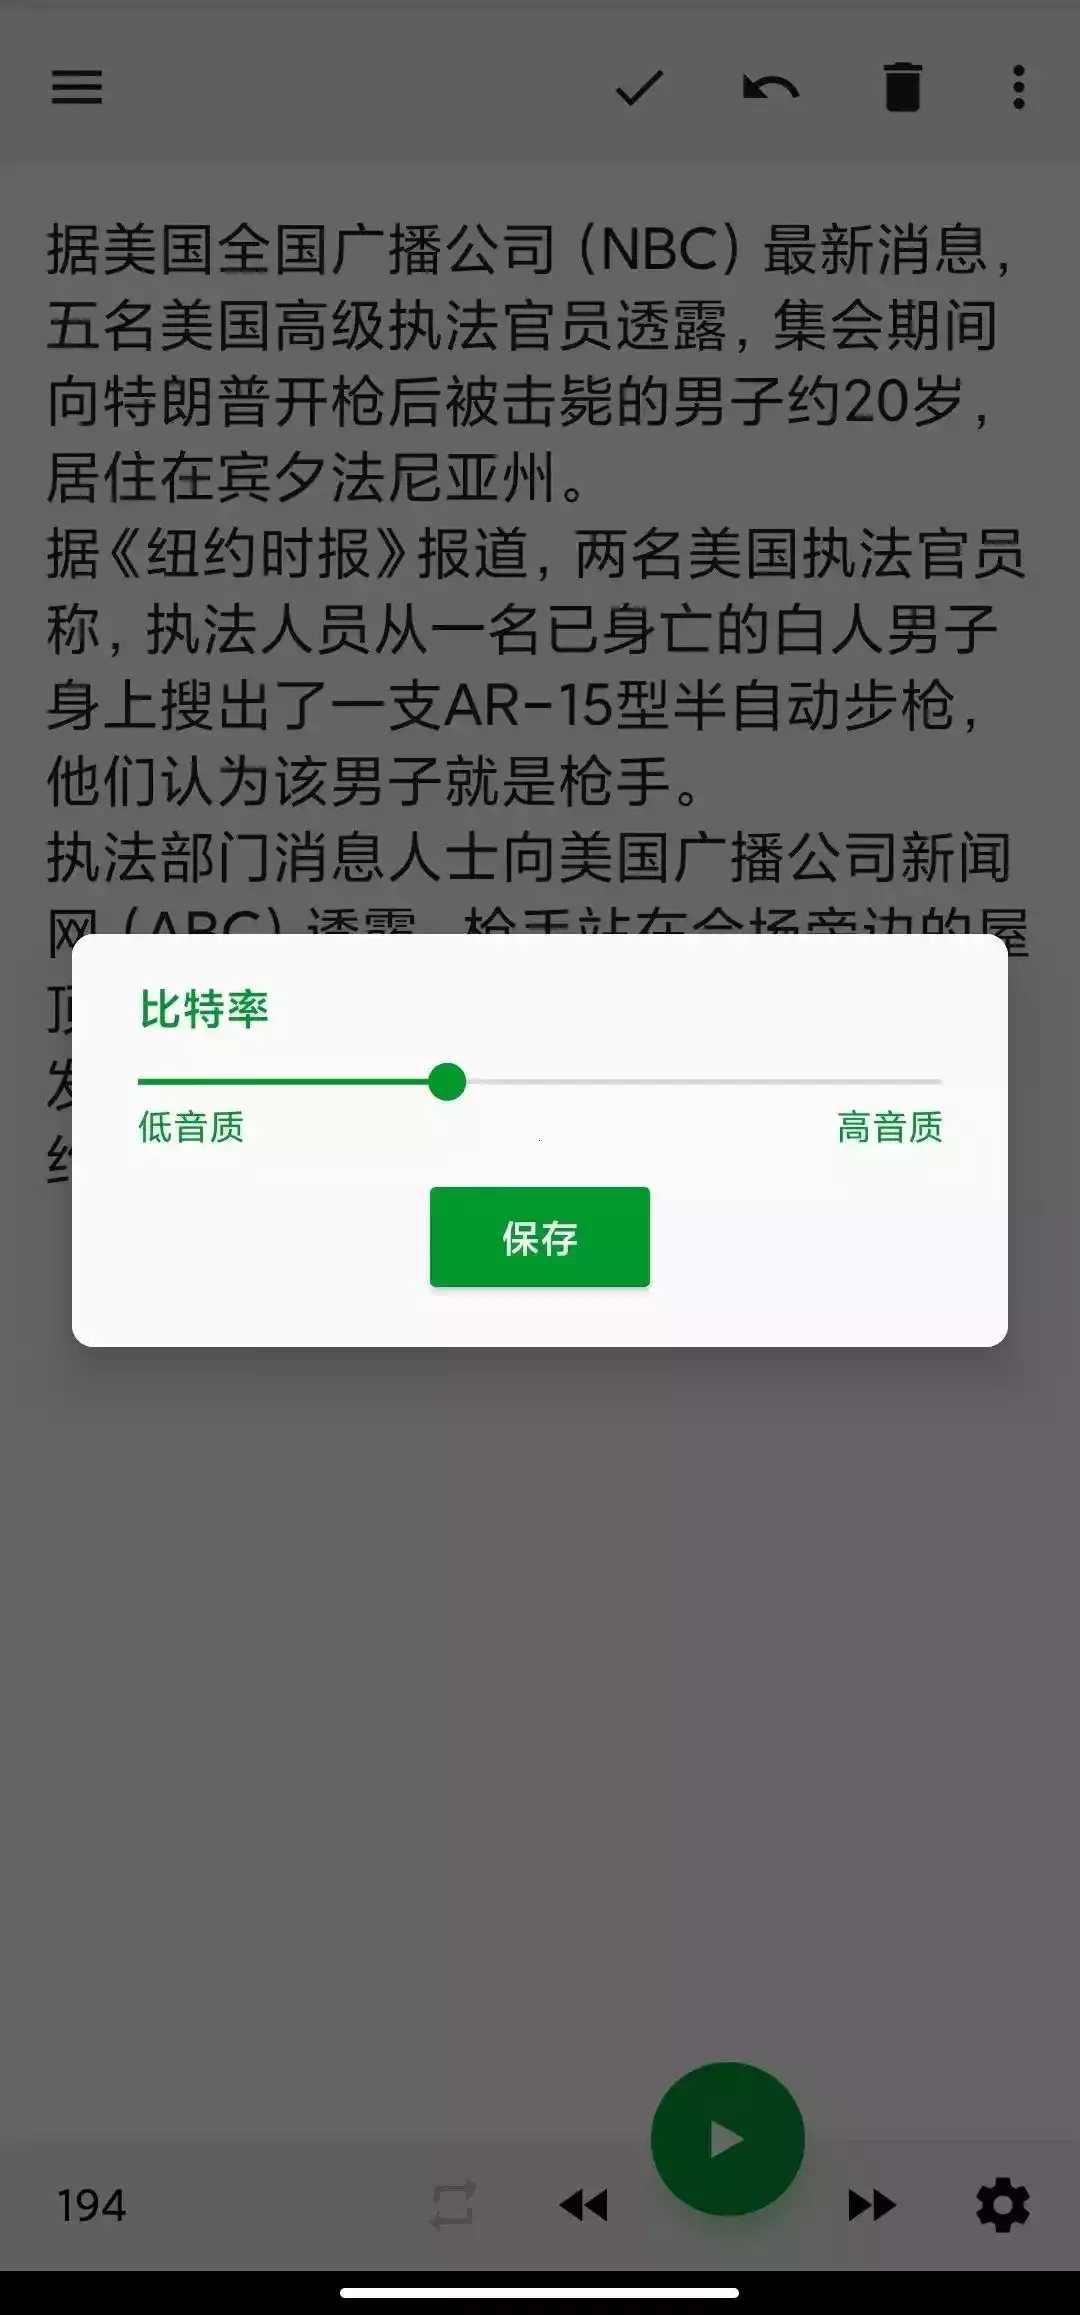 据美国全国广播公司（NBC）最新消息，
五名美国高级执法官员透露，集会期间
向特朗普开枪后被击毙的男子约20岁，
居住在宾夕法尼亚州。
据《纽约时报》报道，两名美国执法官员
称，执法人员从一名已身亡的白人男子
身上搜出了一支AR-15型半自动步枪，
他们认为该男子就是枪手。
执法部门消息人士向美国广播公司新闻
网（ABC）透露，枪手站在会场旁边的屋
顶
发
比特率
低音质
高音质
保存
194